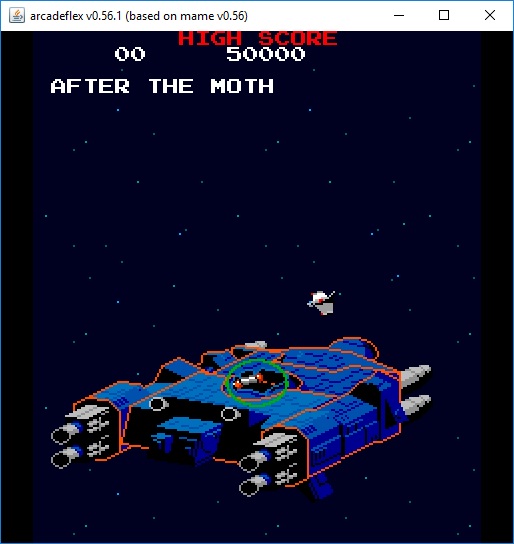 arcadeflex v0.56.1 (based on mame v0.56)
HIGH SCORE
00 50000
AFTER THE MOTH